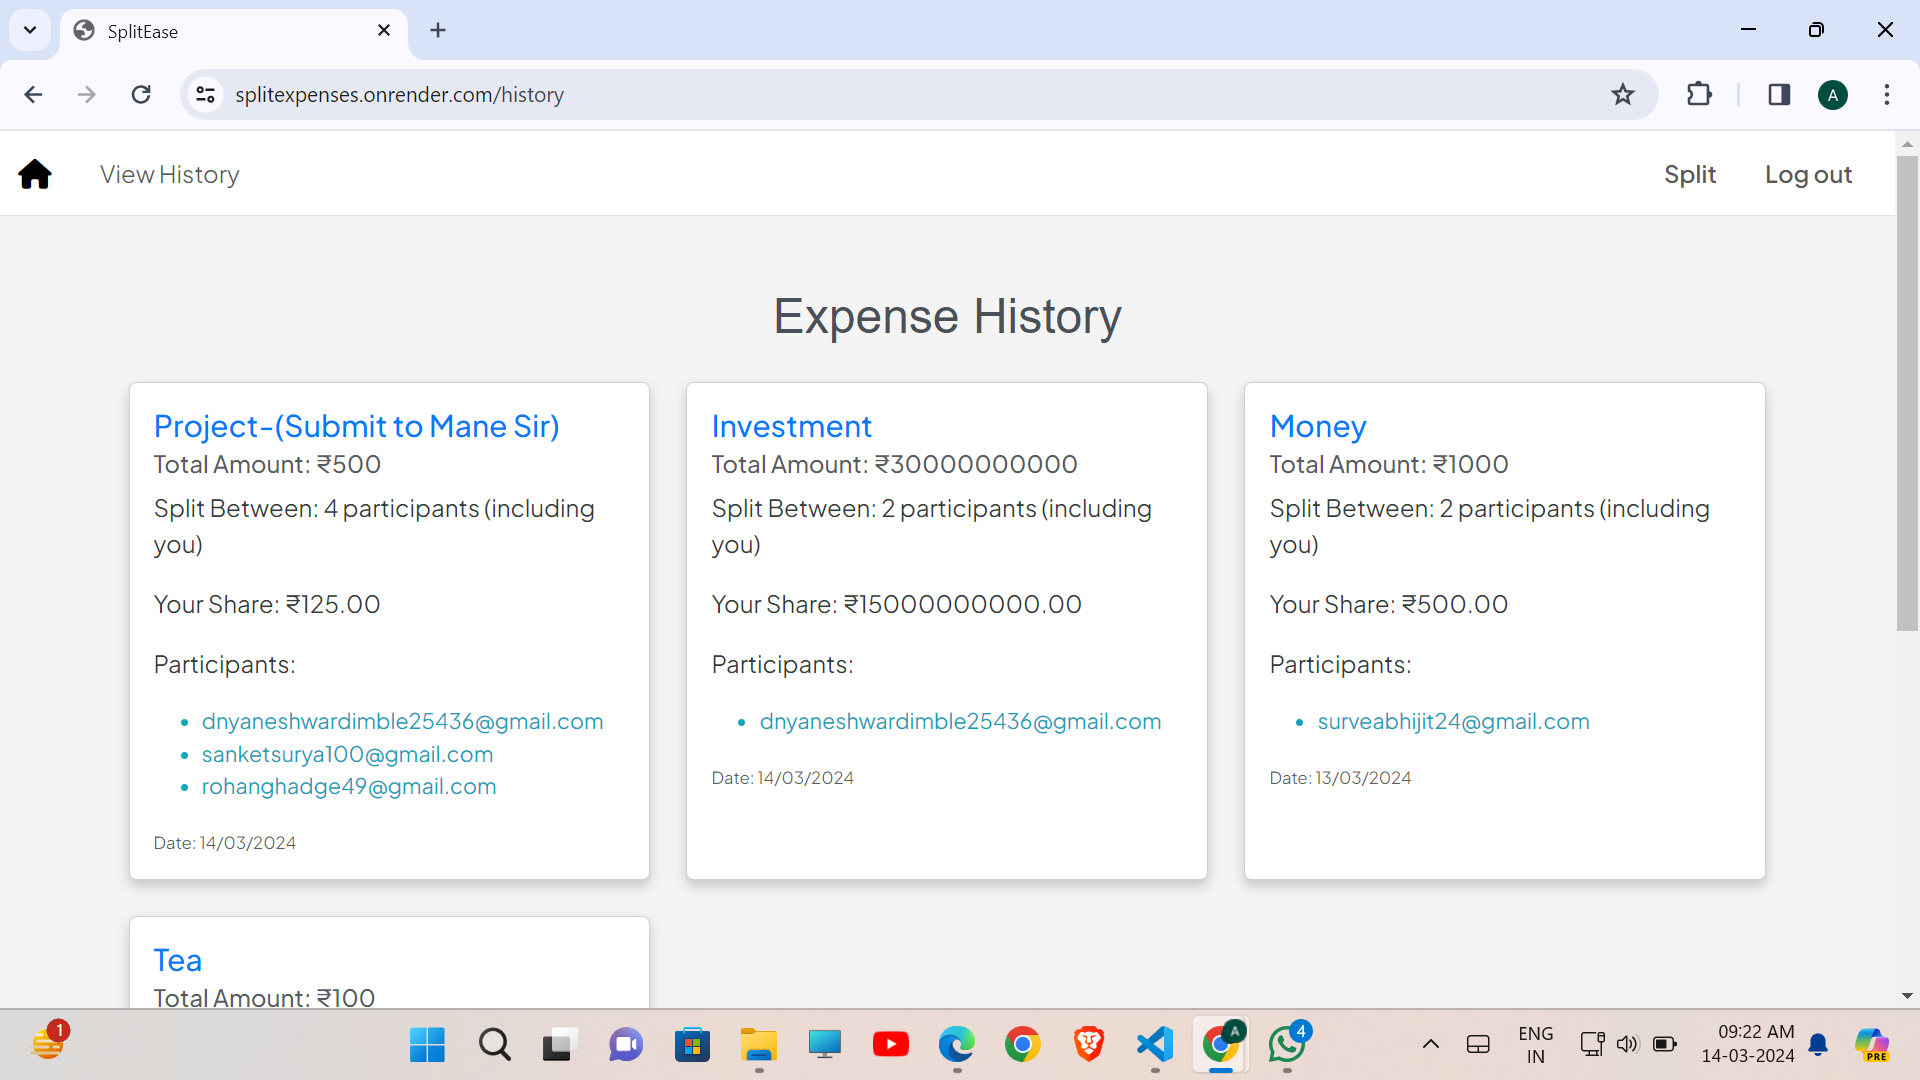 SplitEase
splitexpenses.onrender.com/history
A
View History
Split
Log out
Expense History
Project-(Submit to Mane Sir)
Total Amount: ₹500
Split Between: 4 participants (including
you)
Your Share: ₹125.00
Participants:
dnyaneshwardimble25436@gmail.com
sanketsurya100@gmail.com
rohanghadge49@gmail.com
Date: 14/03/2024
Investment
Total Amount: ₹30000000000
Split Between: 2 participants (including
you)
Your Share: ₹15000000000.00
Participants:
dnyaneshwardimble25436@gmail.com
Date: 14/03/2024
Money
Total Amount: ₹1000
Split Between: 2 participants (including
you)
Your Share: ₹500.00
Participants:
surveabhijit24@gmail.com
Date: 13/03/2024
Tea
Total Amount: ₹100
1
A
4
ENG
IN
09:22 AM
14-03-2024
PRE